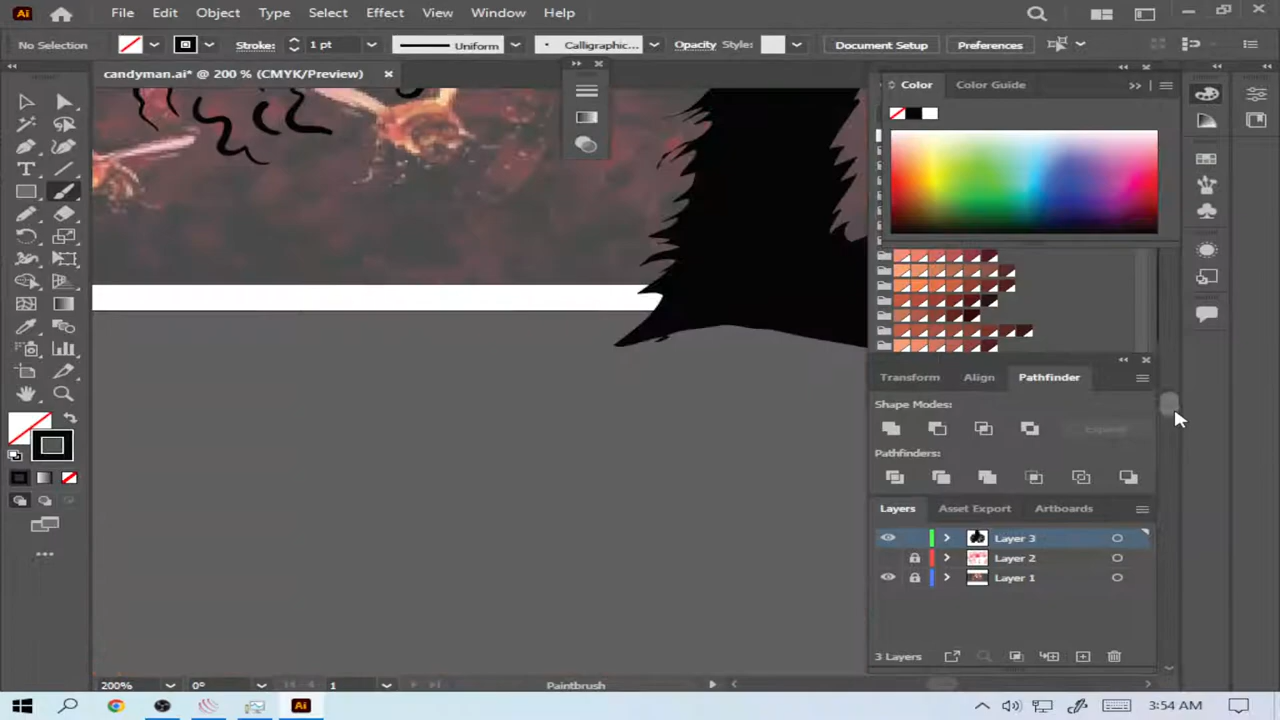 Ai File Edit Object Type Select Effect View Window Help
No Selection Stroke: 1 pt Uniform Calligraphic... Opacity Style: Document Setup Preferences
candyman.ai* @ 200 % (CMYK/Preview)
Color Color Guide
Transform Align Pathfinder
Shape Modes:
Expand
Pathfinders:
Layers Asset Export Artboards
Layer 3
Layer 2
Layer 1
3 Layers
200% 0° 1 Paintbrush
Ai 3:54 AM